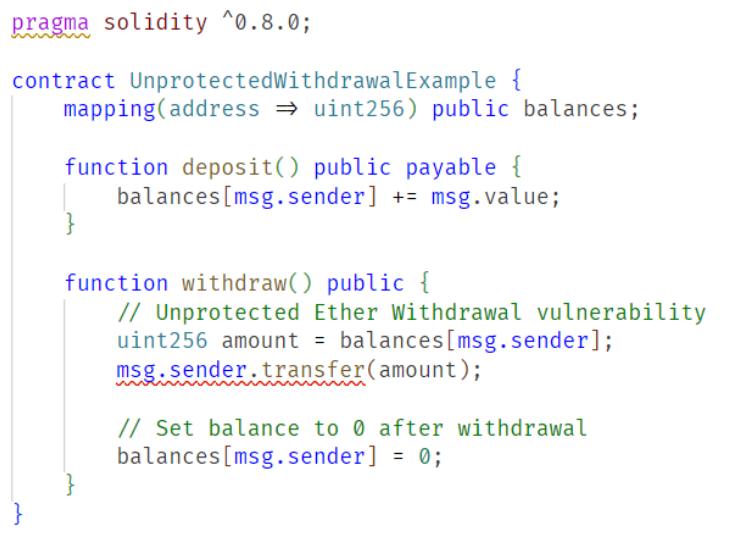 pragma solidity ^0.8.0;
contract UnprotectedWithdrawalExample {
mapping(address => uint256) public balances;
function deposit() public payable {
balances[msg.sender] += msg.value;
}
function withdraw() public {
// Unprotected Ether Withdrawal vulnerability
uint256 amount = balances[msg.sender];
msg.sender.transfer(amount);
// Set balance to 0 after withdrawal
balances[msg.sender] = 0;
}
}